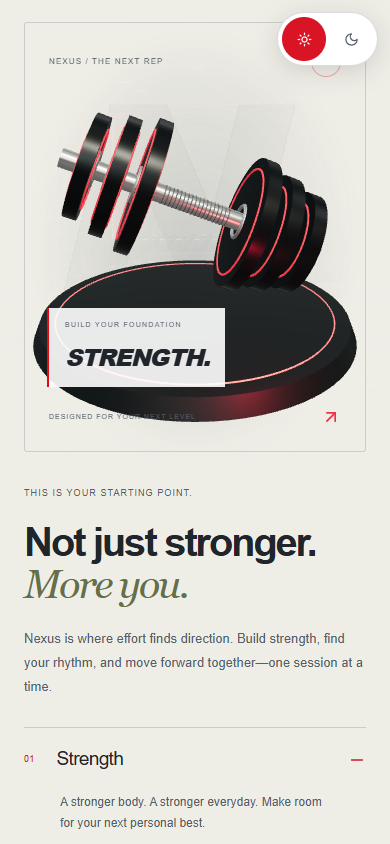 NEXUS / THE NEXT REP
BUILD YOUR FOUNDATION
STRENGTH.
DESIGNED FOR YOUR NEXT LEVEL
THIS IS YOUR STARTING POINT.
Not just stronger.
More you.
Nexus is where effort finds direction. Build strength, find
your rhythm, and move forward together—one session at a
time.
01 Strength
A stronger body. A stronger everyday. Make room
for your next personal best.